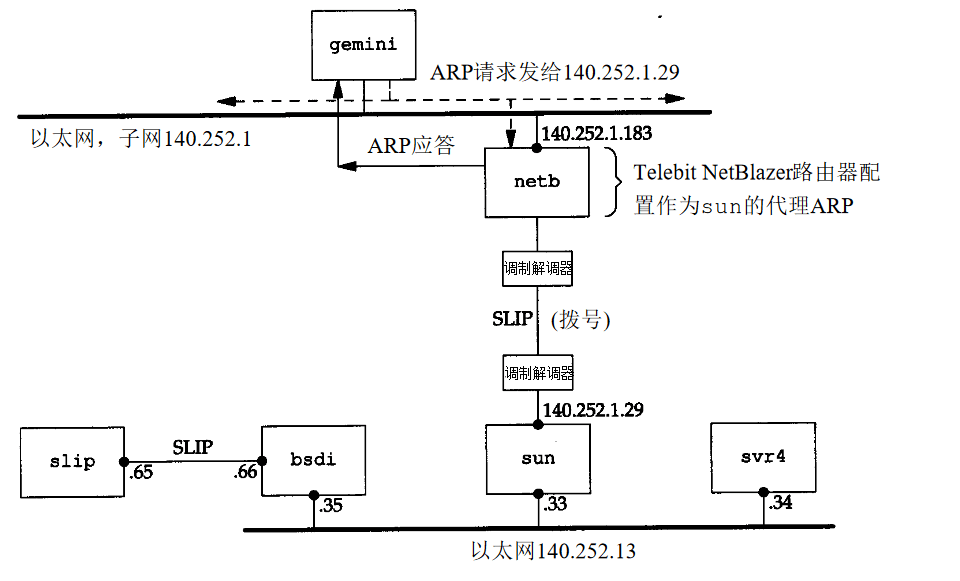 gemini
ARP请求发给140.252.1.29
以太网，子网140.252.1
ARP应答
140.252.1.183
netb
Telebit NetBlazer路由器配
置作为sun的代理ARP
调制解调器
SLIP (拨号)
调制解调器
140.252.1.29
slip
.65
SLIP
.66
bsdi
.35
sun
.33
svr4
.34
以太网140.252.13